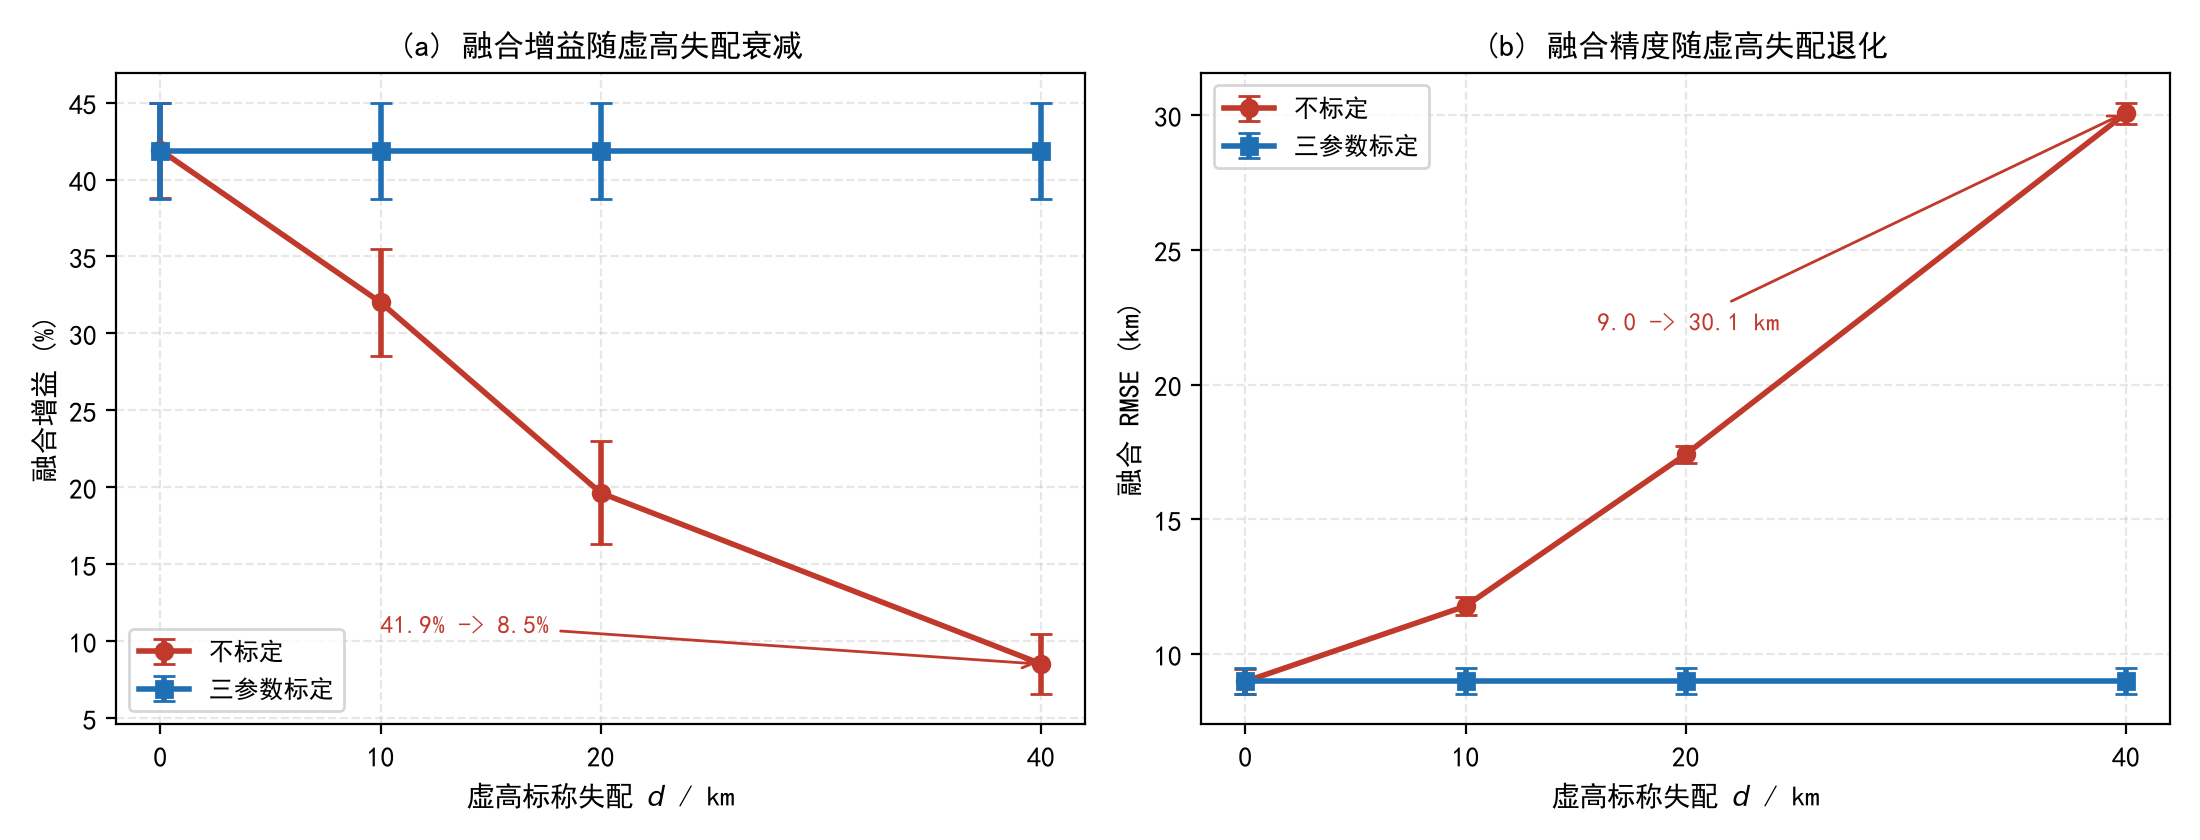 (a) 融合增益随虚高失配衰减
45
40
35
30
25
20
15
10
5
融合增益 (%)
41.9% -> 8.5%
不标定
三参数标定
0 10 20 40
虚高标称失配 d / km
(b) 融合精度随虚高失配退化
不标定
三参数标定
30
25
20
15
10
融合 RMSE (km)
9.0 -> 30.1 km
0 10 20 40
虚高标称失配 d / km